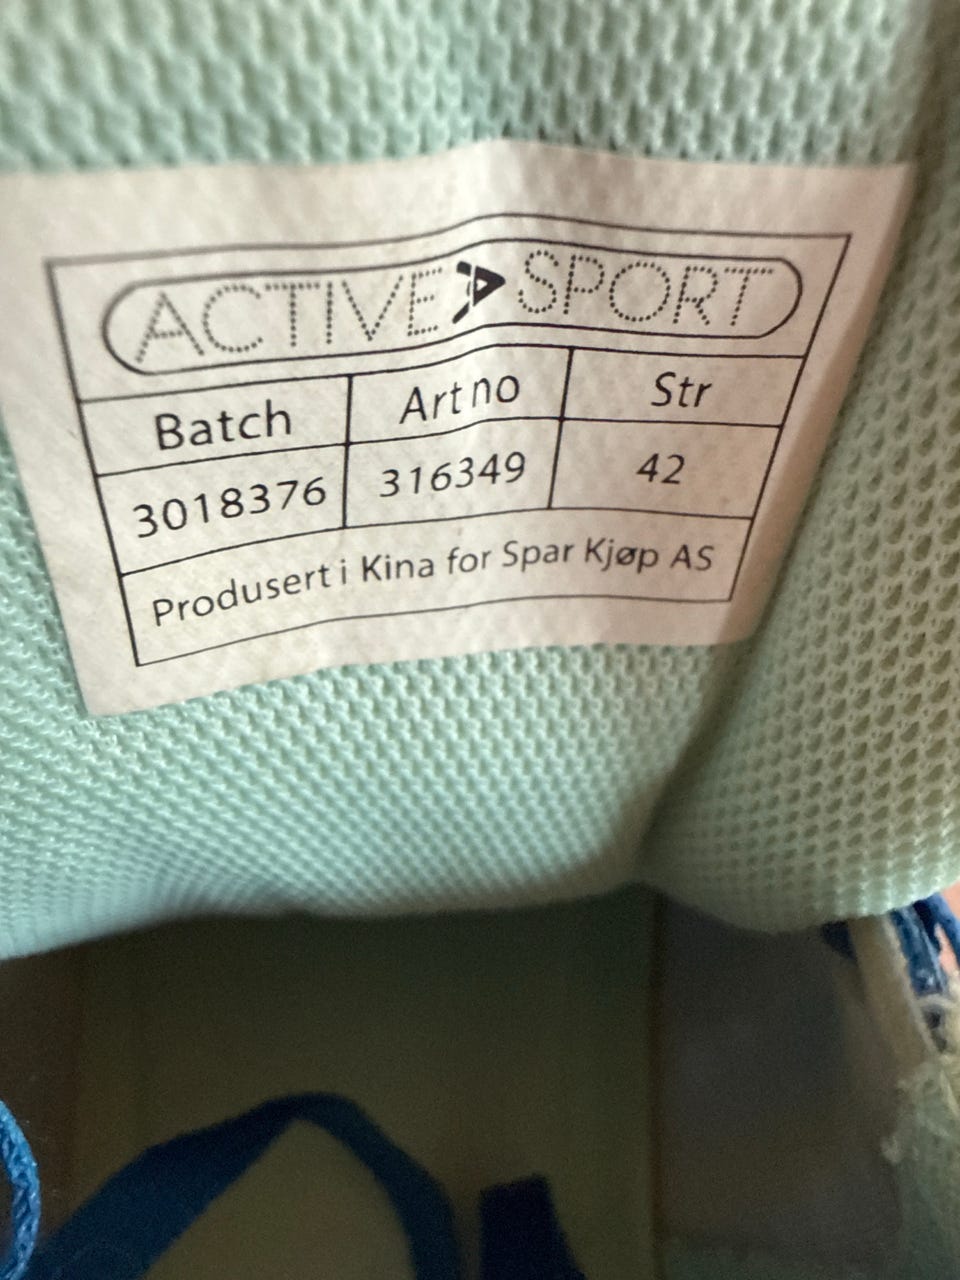 ACTIVE SPORT
Batch Art no Str
3018376 316349 42
Produsert i Kina for Spar Kjøp AS